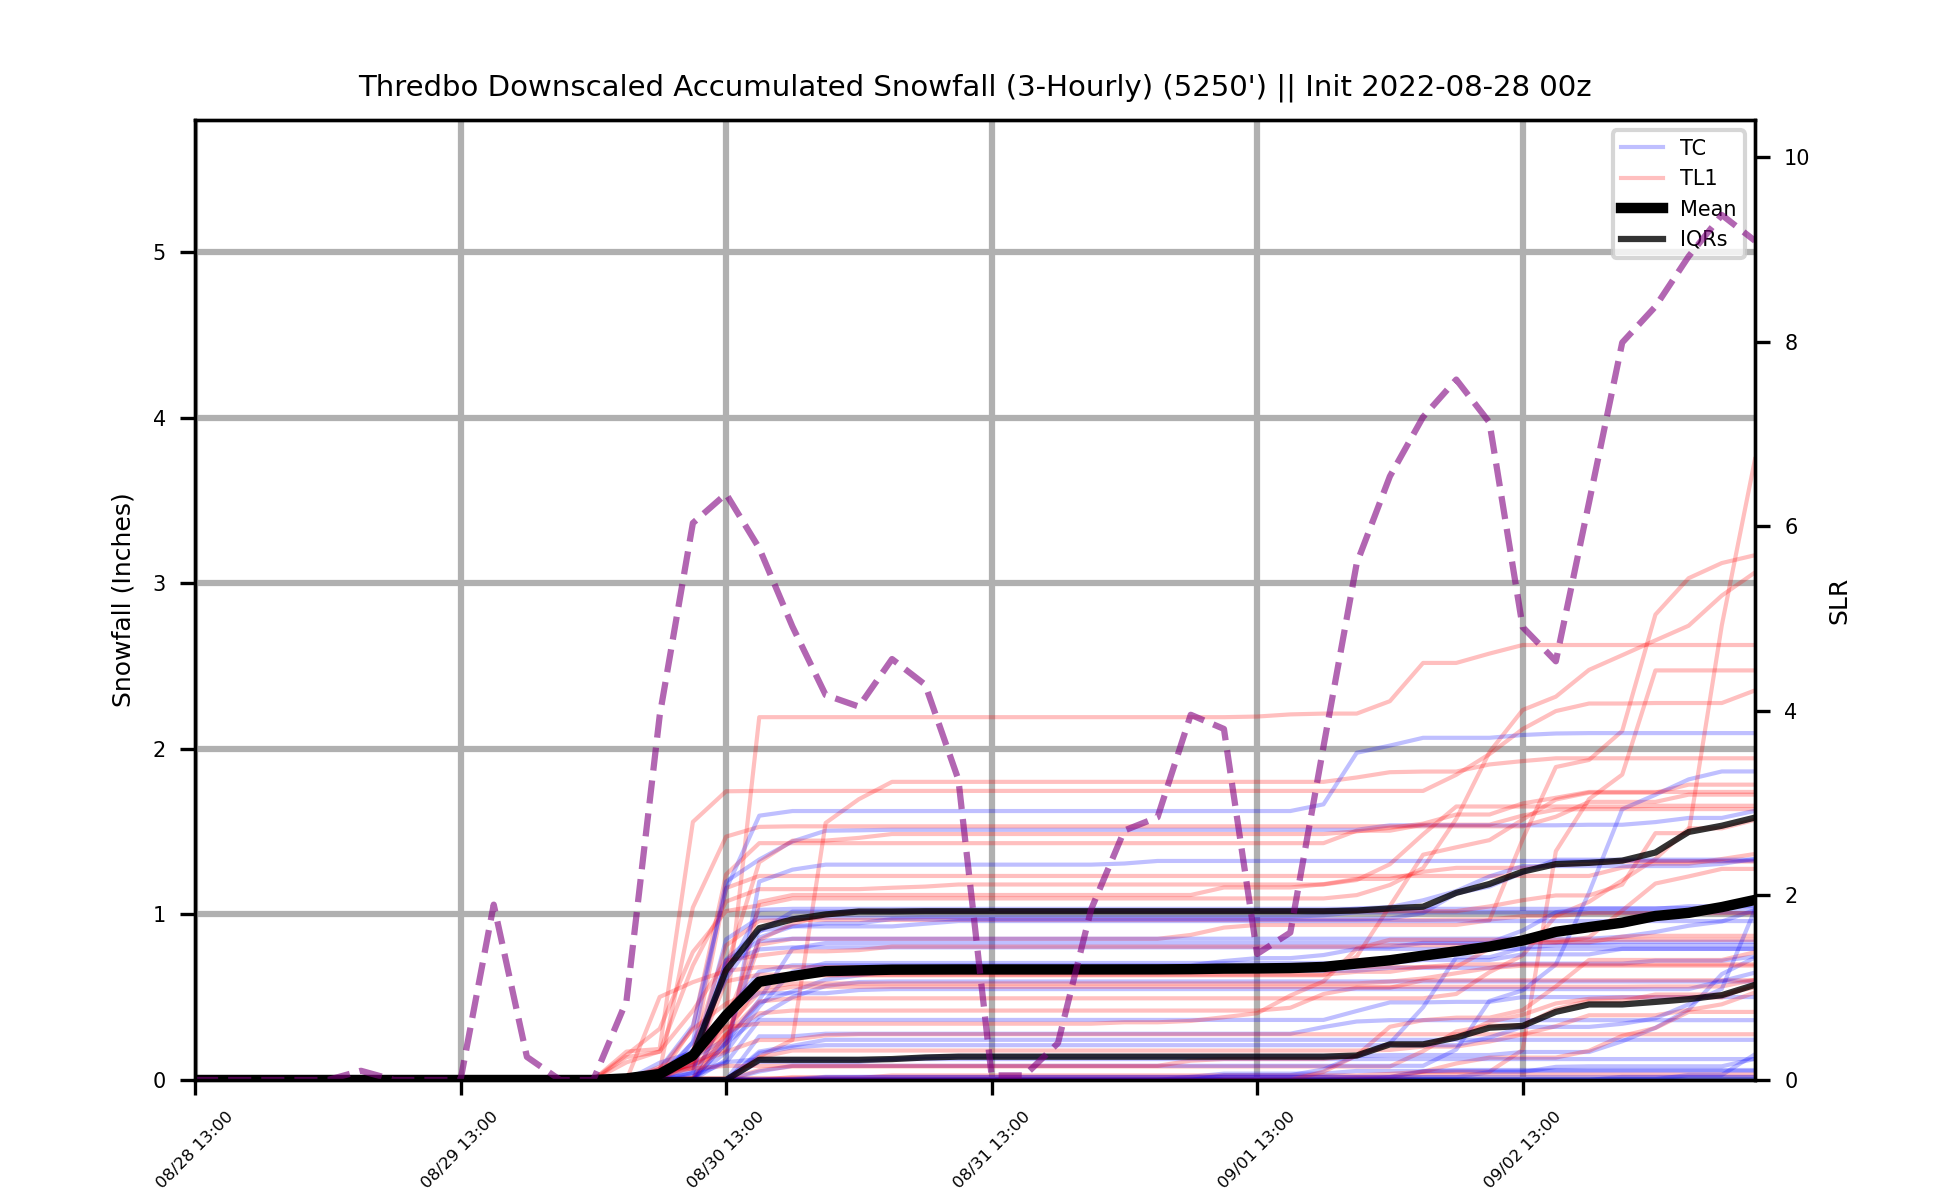 Thredbo Downscaled Accumulated Snowfall (3-Hourly) (5250') || Init 2022-08-28 00z
TC
TL1
Mean
IQRs
Snowfall (Inches)
5
4
3
2
1
0
SLR
10
8
6
4
2
0
08/28 13:00
08/29 13:00
08/30 13:00
08/31 13:00
09/01 13:00
09/02 13:00